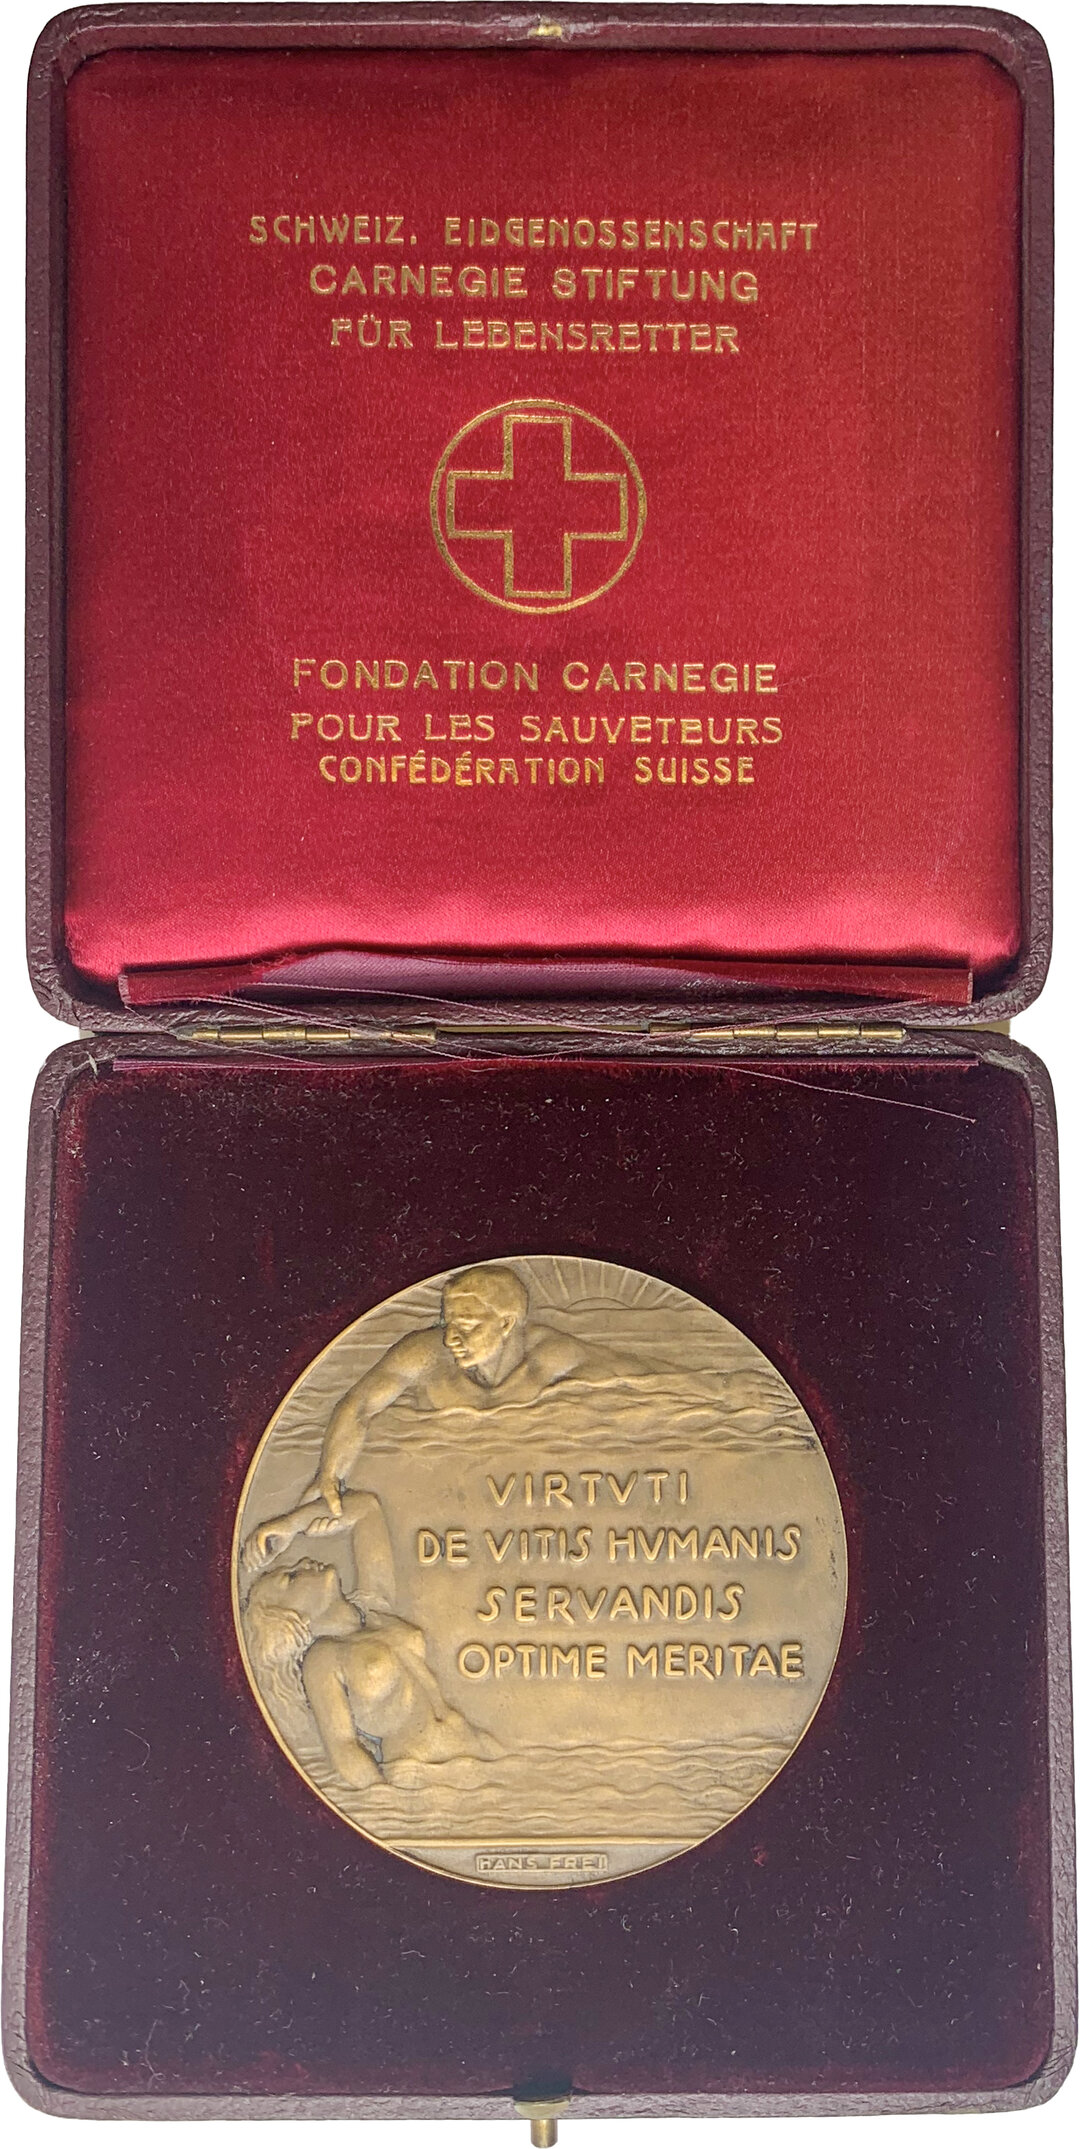 SCHWEIZ. EIDGENOSSENSCHAFT
CARNEGIE STIFTUNG
FÜR LEBENSRETTER
FONDATION CARNEGIE
POUR LES SAUVETEURS
CONFÉDÉRATION SUISSE
VIRTVTI
DE VITIS HVMANIS
SERVANDIS
OPTIME MERITAE
HANS FREI